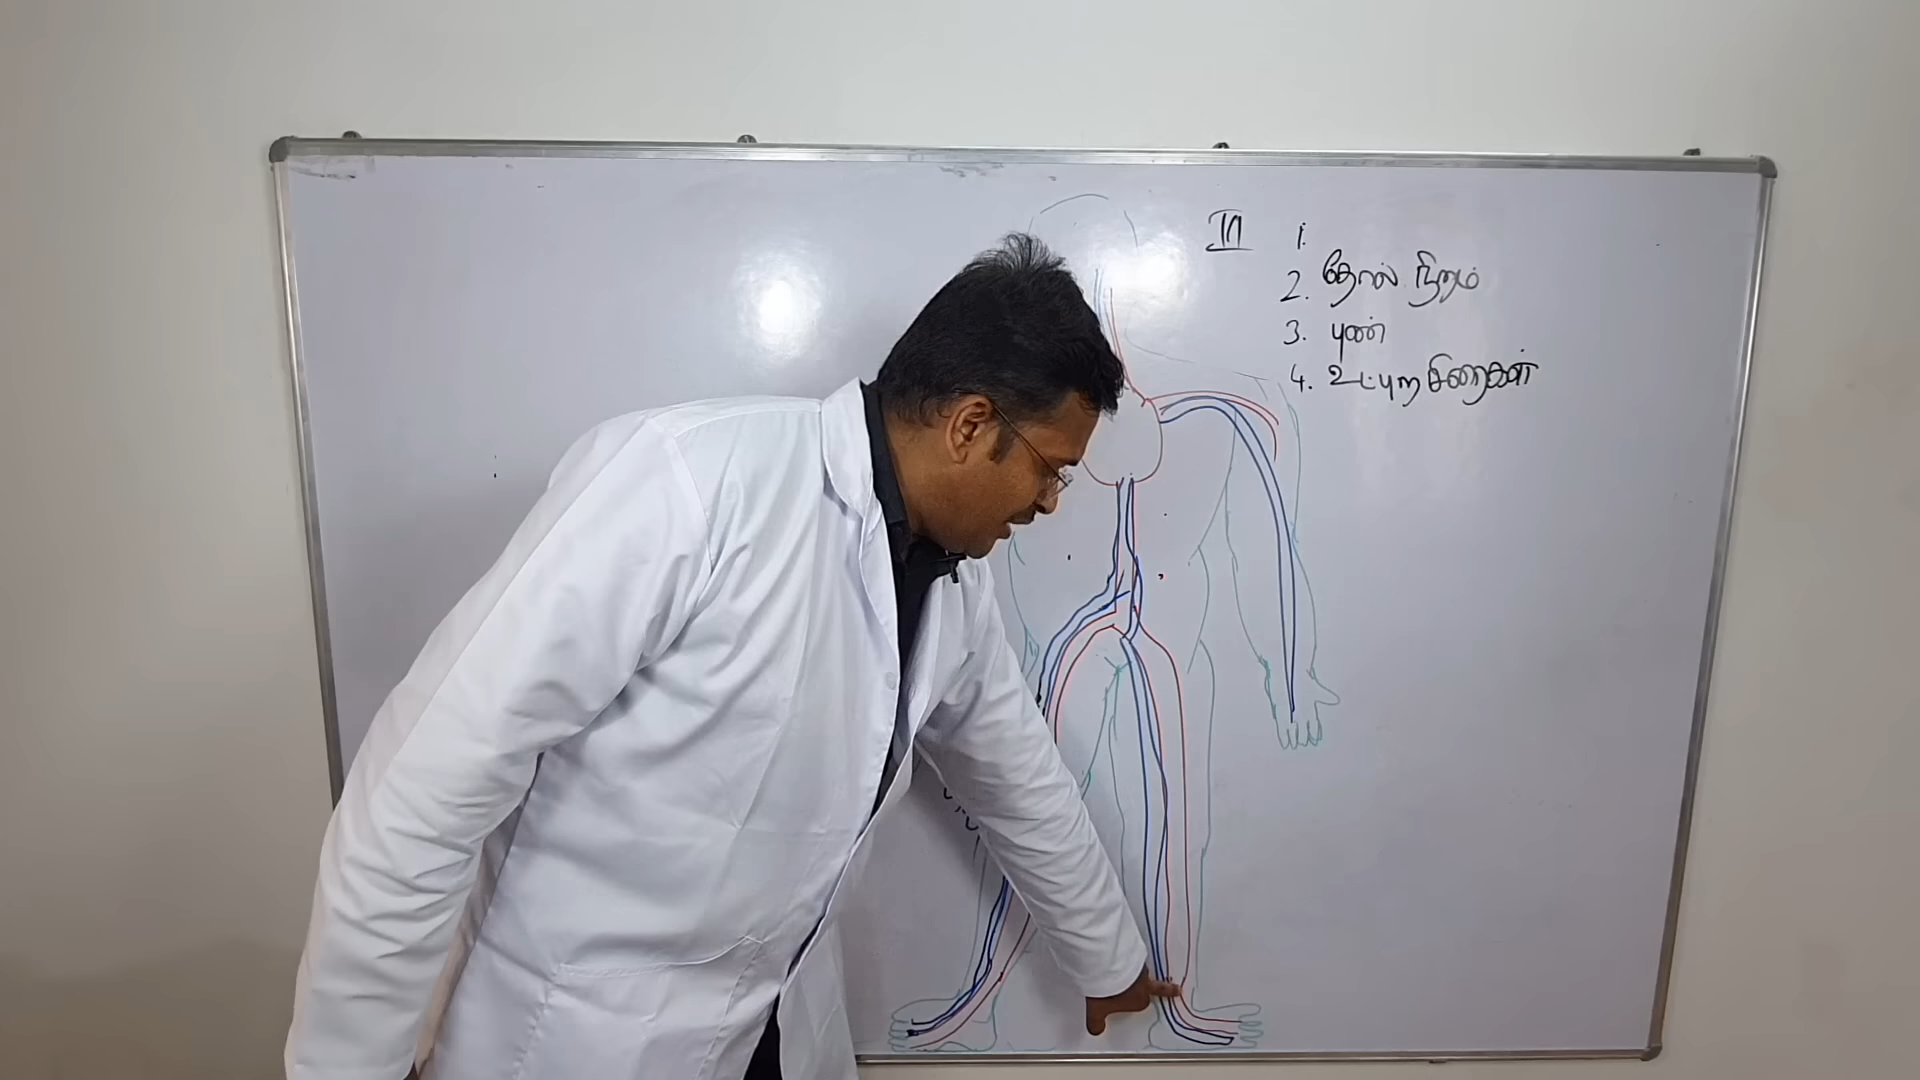 III 1.
2. தோல் நிறம்
3. புண்
4. உட்புற சிரைகள்